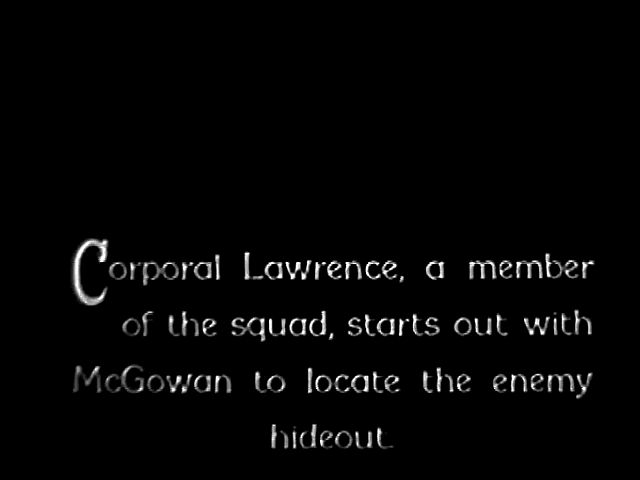 Corporal Lawrence, a member
of the squad, starts out with
McGowan to locate the enemy
hideout.